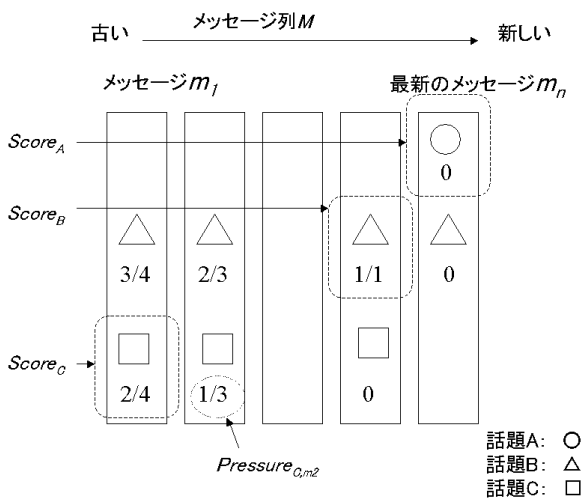 メッセージ列M
古い
新しい
メッセージm1
最新のメッセージmn
ScoreA
0
ScoreB
3/4
2/3
1/1
0
ScoreC
2/4
1/3
0
PressureC,m2
話題A:
話題B:
話題C: